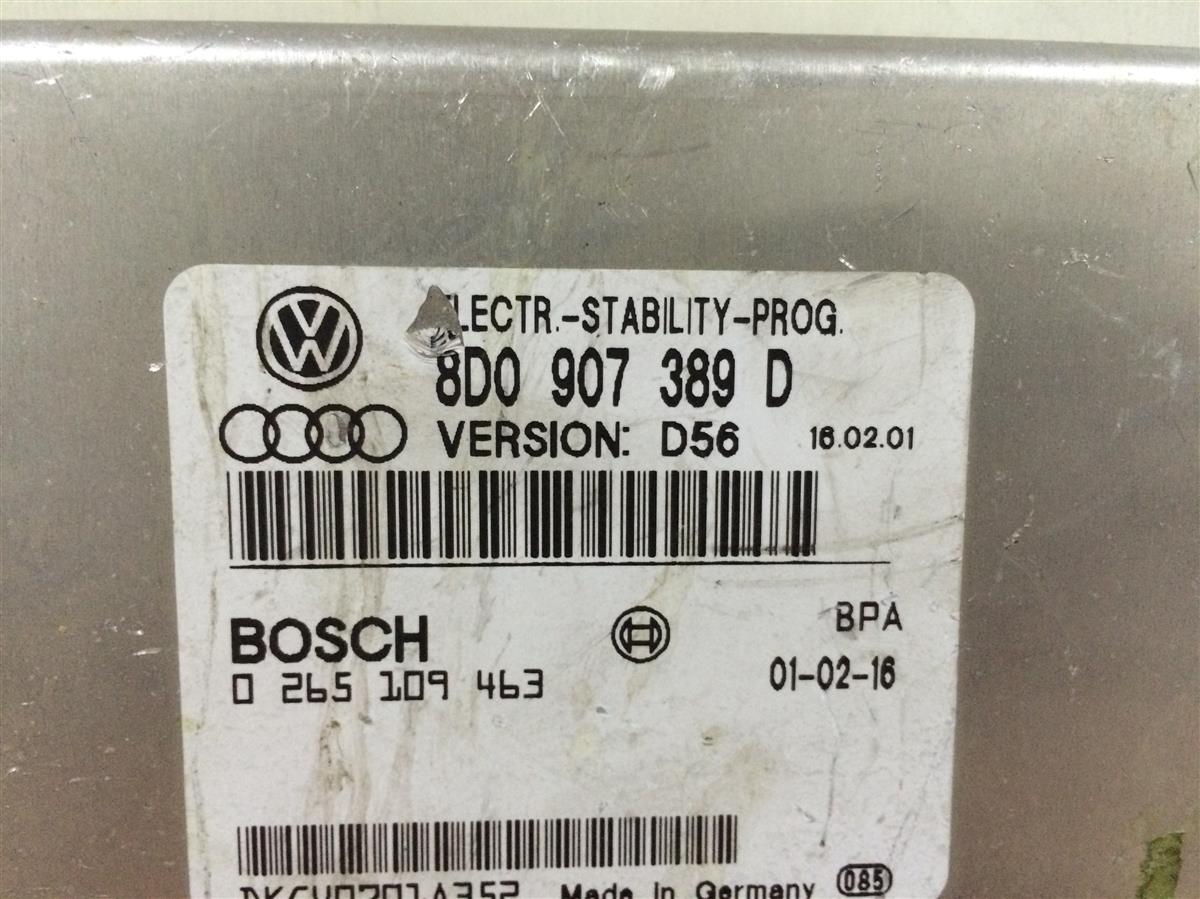 ELECTR.-STABILITY-PROG.
8D0 907 389 D
VERSION: D56 16.02.01
BOSCH
BPA
0 265 109 463
01-02-16
Made in Germany 085